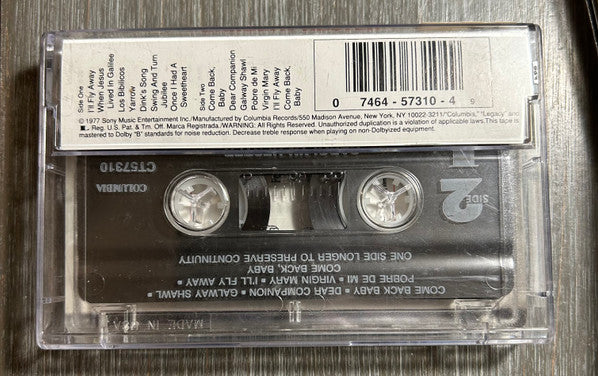 Side One
I'll Fly Away
When Jesus
Lived In Galilee
Los Bibilicos
Yarrow
Dink's Song
Swing And Turn
Jubilee
Once I Had A
Sweetheart
Side Two
Come Back,
Baby
Dear Companion
Galway Shawl
Pobre de Mi
Virgin Mary
I'll Fly Away
Come Back,
Baby
0 7464-57310-4 9
© 1977 Sony Music Entertainment Inc./Manufactured by Columbia Records/550 Madison Avenue, New York, NY 10022-3211/"Columbia," "Legacy" and
Reg. U.S. Pat. & Tm. Off. Marca Registrada./WARNING: All Rights Reserved. Unauthorized duplication is a violation of applicable laws. This tape is
mastered to Dolby "B" standards for noise reduction. Decrease treble response when playing on non-Dolbyized equipment.
COLUMBIA
CT57310
SIDE
2
COME BACK BABY • DEAR COMPANION • GALWAY SHAWL •
POBRE DE MI • VIRGIN MARY • I'LL FLY AWAY •
COME BACK, BABY
ONE SIDE LONGER TO PRESERVE CONTINUITY
MADE IN